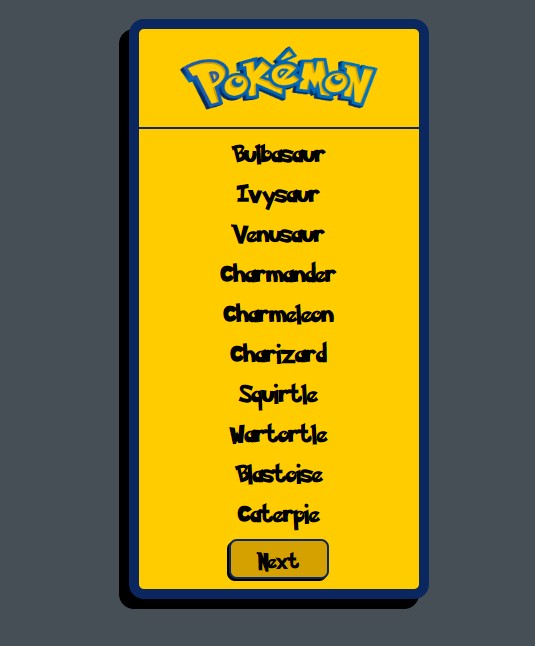 Pokémon
Bulbasaur
Ivysaur
Venusaur
Charmander
Charmeleon
Charizard
Squirtle
Wartortle
Blastoise
Caterpie
Next